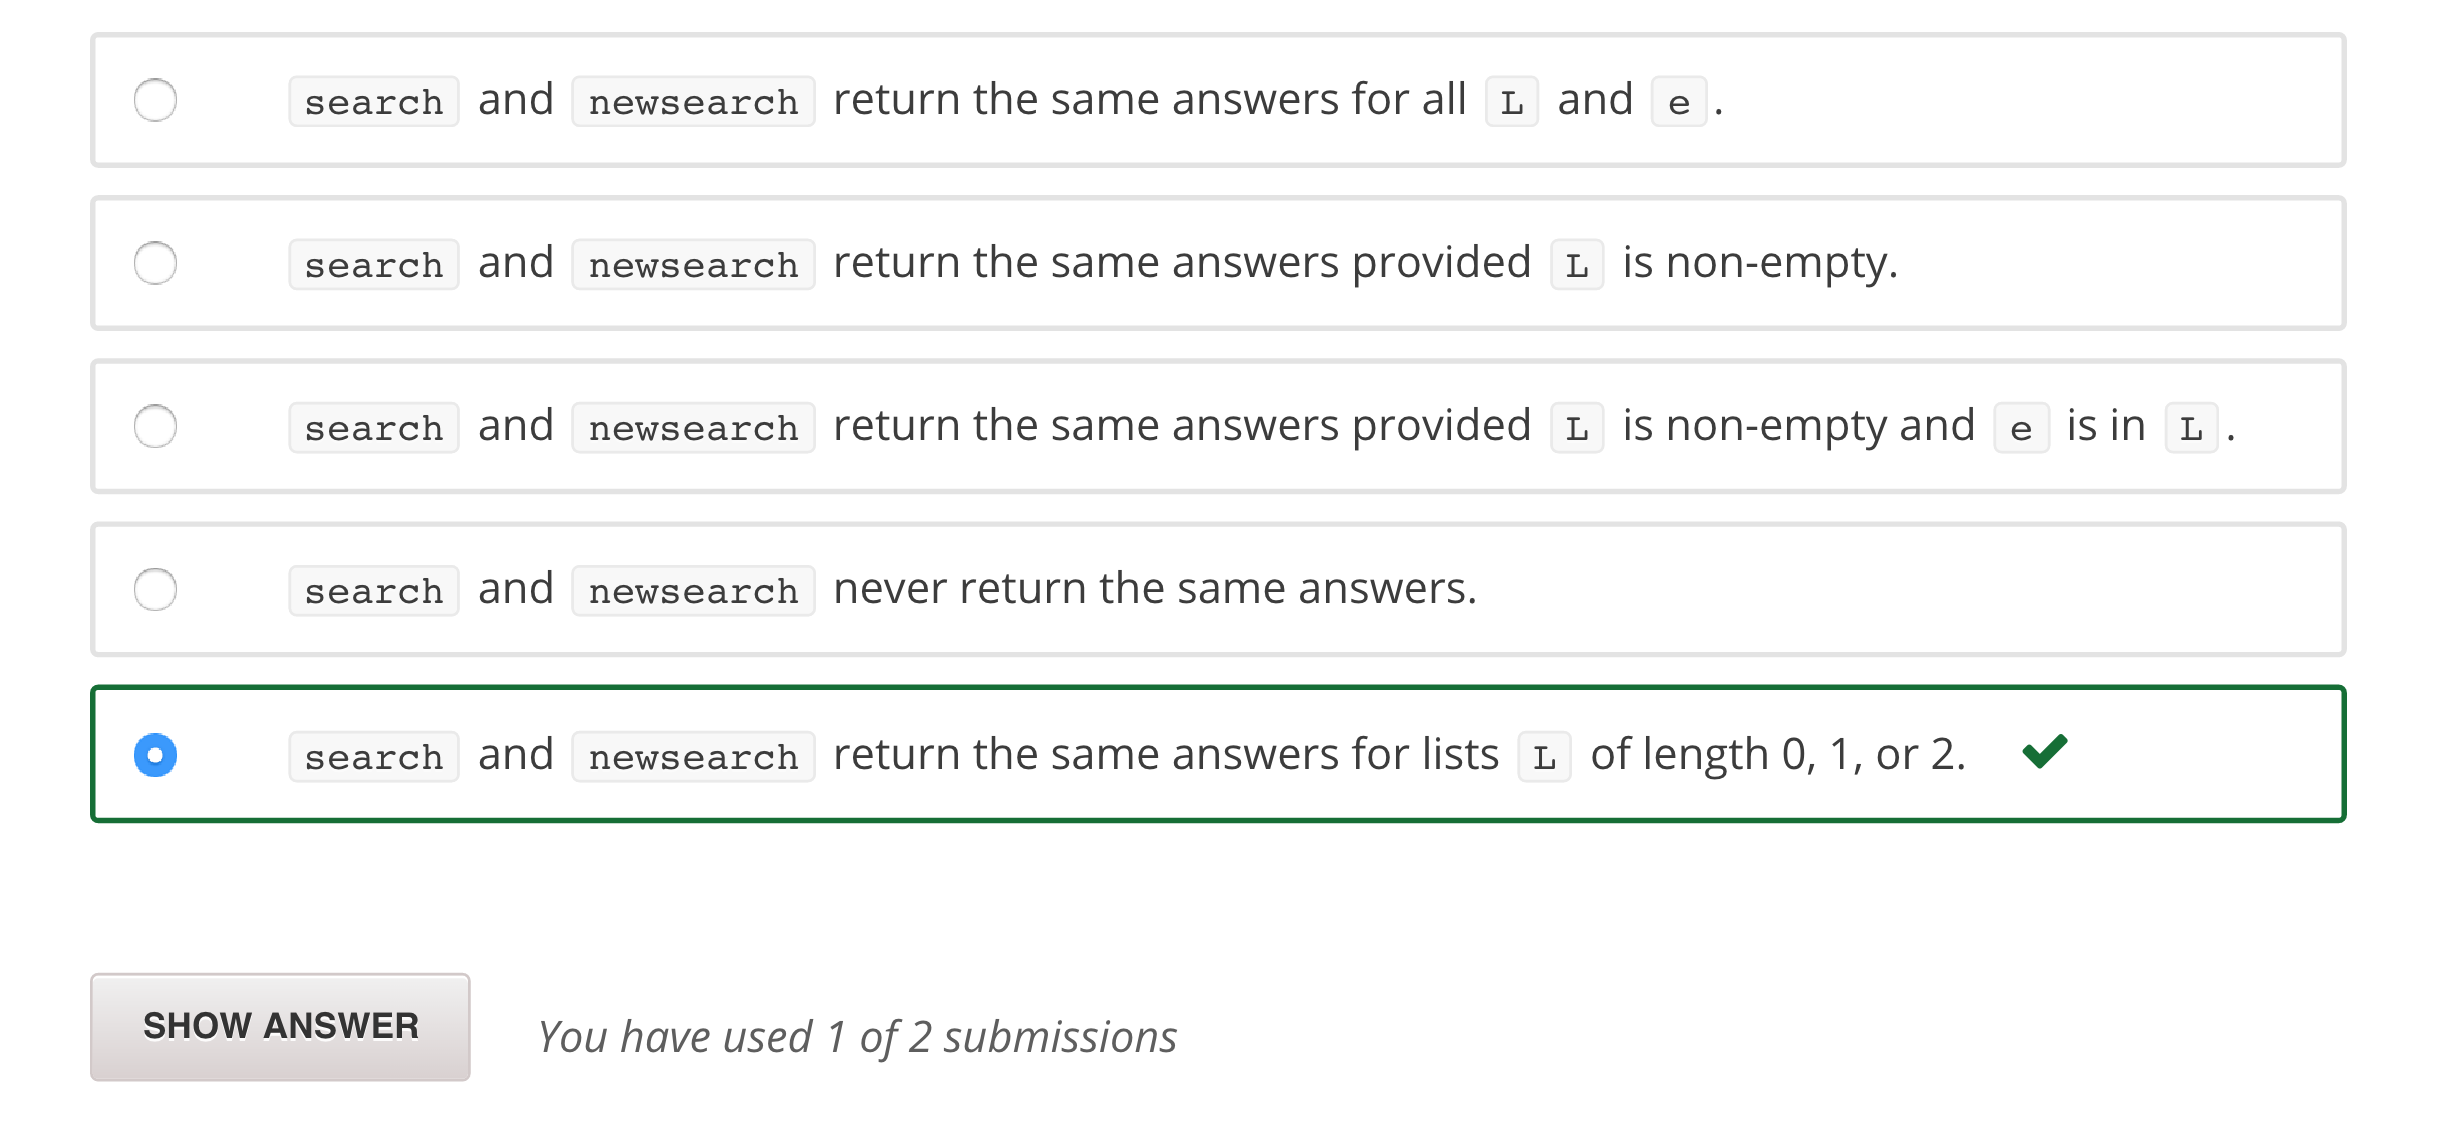 search and newsearch return the same answers for all L and e.
search and newsearch return the same answers provided L is non-empty.
search and newsearch return the same answers provided L is non-empty and e is in L.
search and newsearch never return the same answers.
search and newsearch return the same answers for lists L of length 0, 1, or 2.
SHOW ANSWER
You have used 1 of 2 submissions